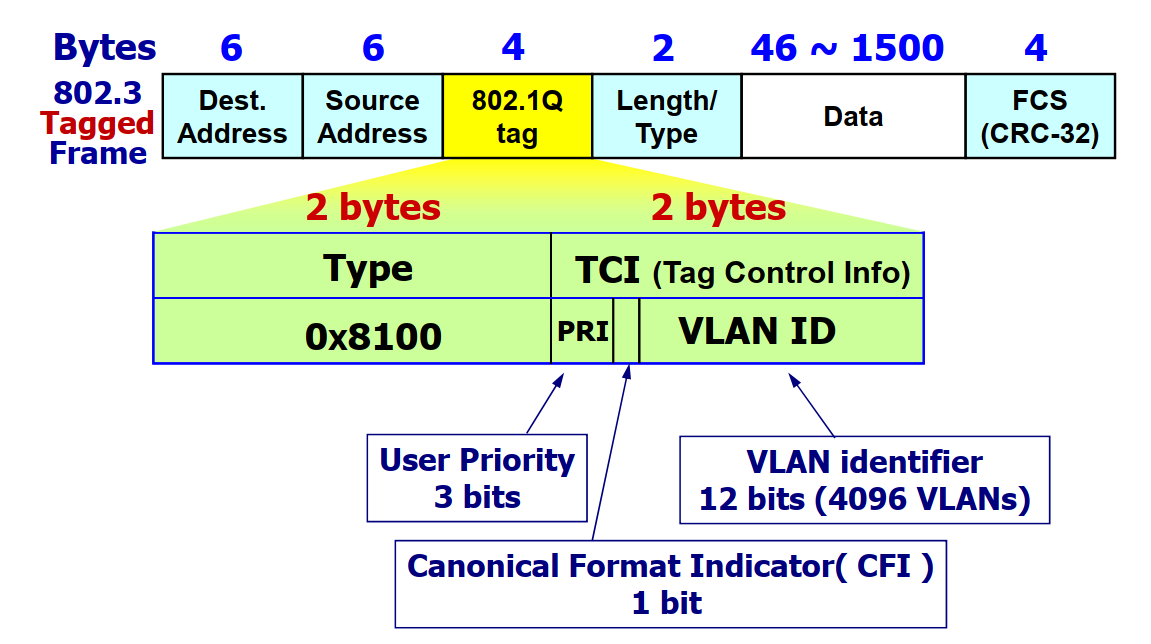 Bytes 6 6 4 2 46 ~ 1500 4
802.3
Tagged
Frame
Dest.
Address
Source
Address
802.1Q
tag
Length/
Type
Data
FCS
(CRC-32)
2 bytes 2 bytes
Type TCI (Tag Control Info)
0x8100 PRI VLAN ID
User Priority
3 bits
VLAN identifier
12 bits (4096 VLANs)
Canonical Format Indicator( CFI )
1 bit